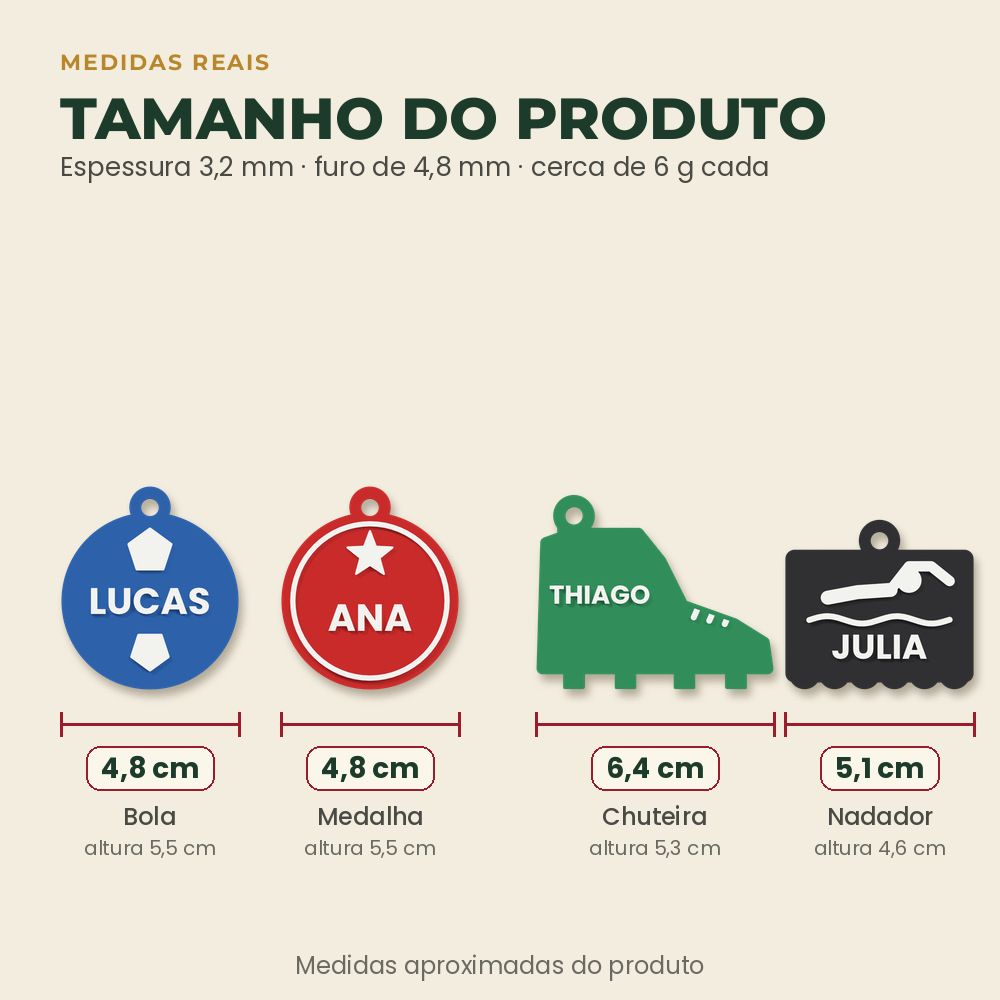 MEDIDAS REAIS
TAMANHO DO PRODUTO
Espessura 3,2 mm · furo de 4,8 mm · cerca de 6 g cada
LUCAS
ANA
THIAGO
JULIA
4,8 cm
4,8 cm
6,4 cm
5,1 cm
Bola
Medalha
Chuteira
Nadador
altura 5,5 cm
altura 5,5 cm
altura 5,3 cm
altura 4,6 cm
Medidas aproximadas do produto